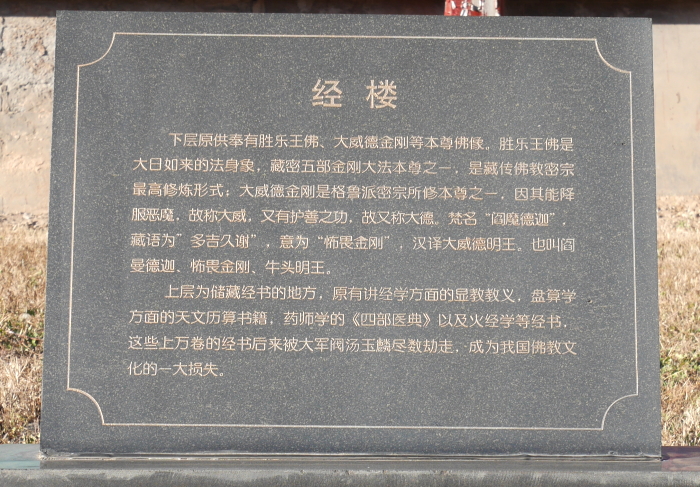 经楼
下层原供奉有胜乐王佛、大威德金刚等本尊佛像。胜乐王佛是
大日如来的法身象，藏密五部金刚大法本尊之一，是藏传佛教密宗
最高修炼形式；大威德金刚是格鲁派密宗所修本尊之一，因其能降
服恶魔，故称大威，又有护善之功，故又称大德。梵名“阎魔德迦”，
藏语为”多吉久谢”，意为“怖畏金刚”，汉译大威德明王。也叫阎
曼德迦、怖畏金刚、牛头明王。
上层为储藏经书的地方，原有讲经学方面的显教教义，盘算学
方面的天文历算书籍，药师学的《四部医典》以及火经学等经书，
这些上万卷的经书后来被大军阀汤玉麟尽数劫走，成为我国佛教文
化的一大损失。